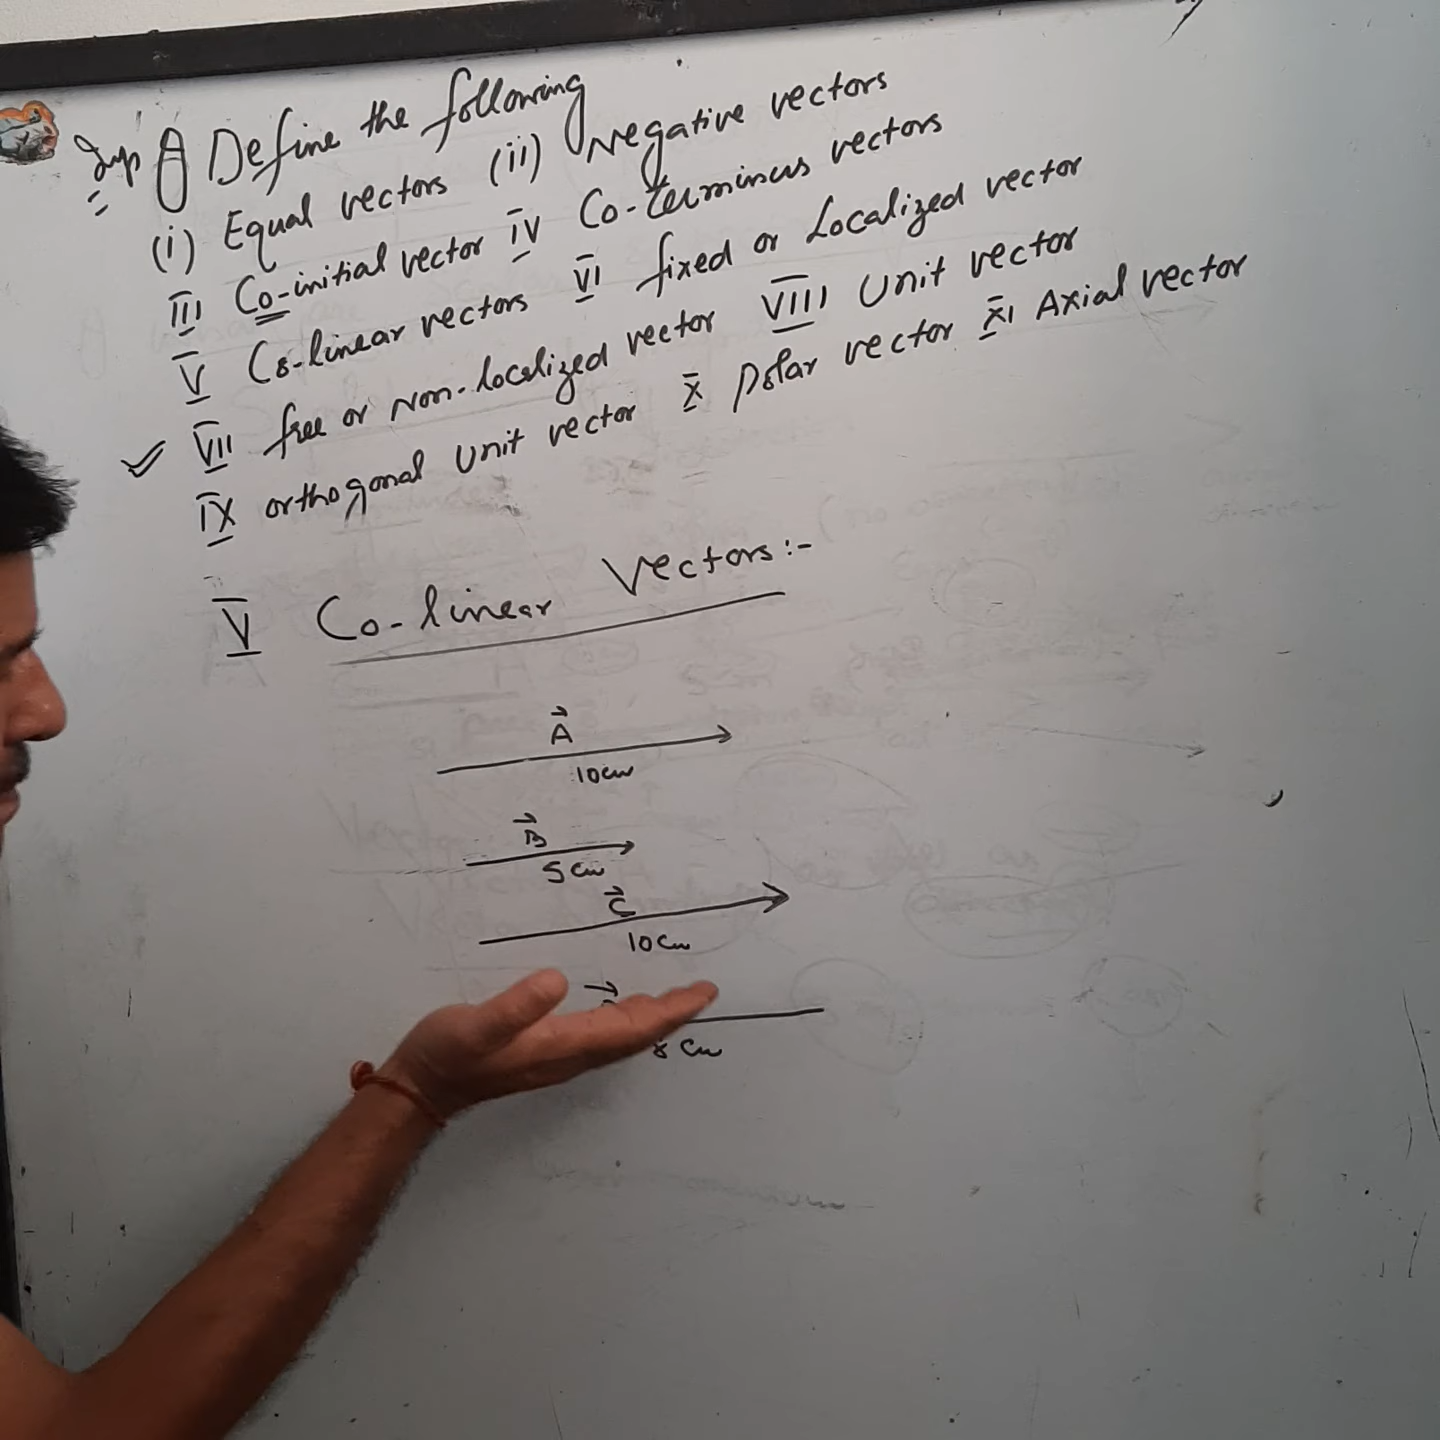 Imp Q Define the following
(i) Equal vectors (ii) Negative vectors
III Co-initial vector IV Co-terminus vectors
V Co-linear vectors VI fixed or Localized vector
VII free or Non-localized vector VIII Unit vector
IX orthogonal Unit vector X polar vector XI Axial vector
V Co-linear Vectors:-
A
10cm
B
5cm
C
10cm
8cm